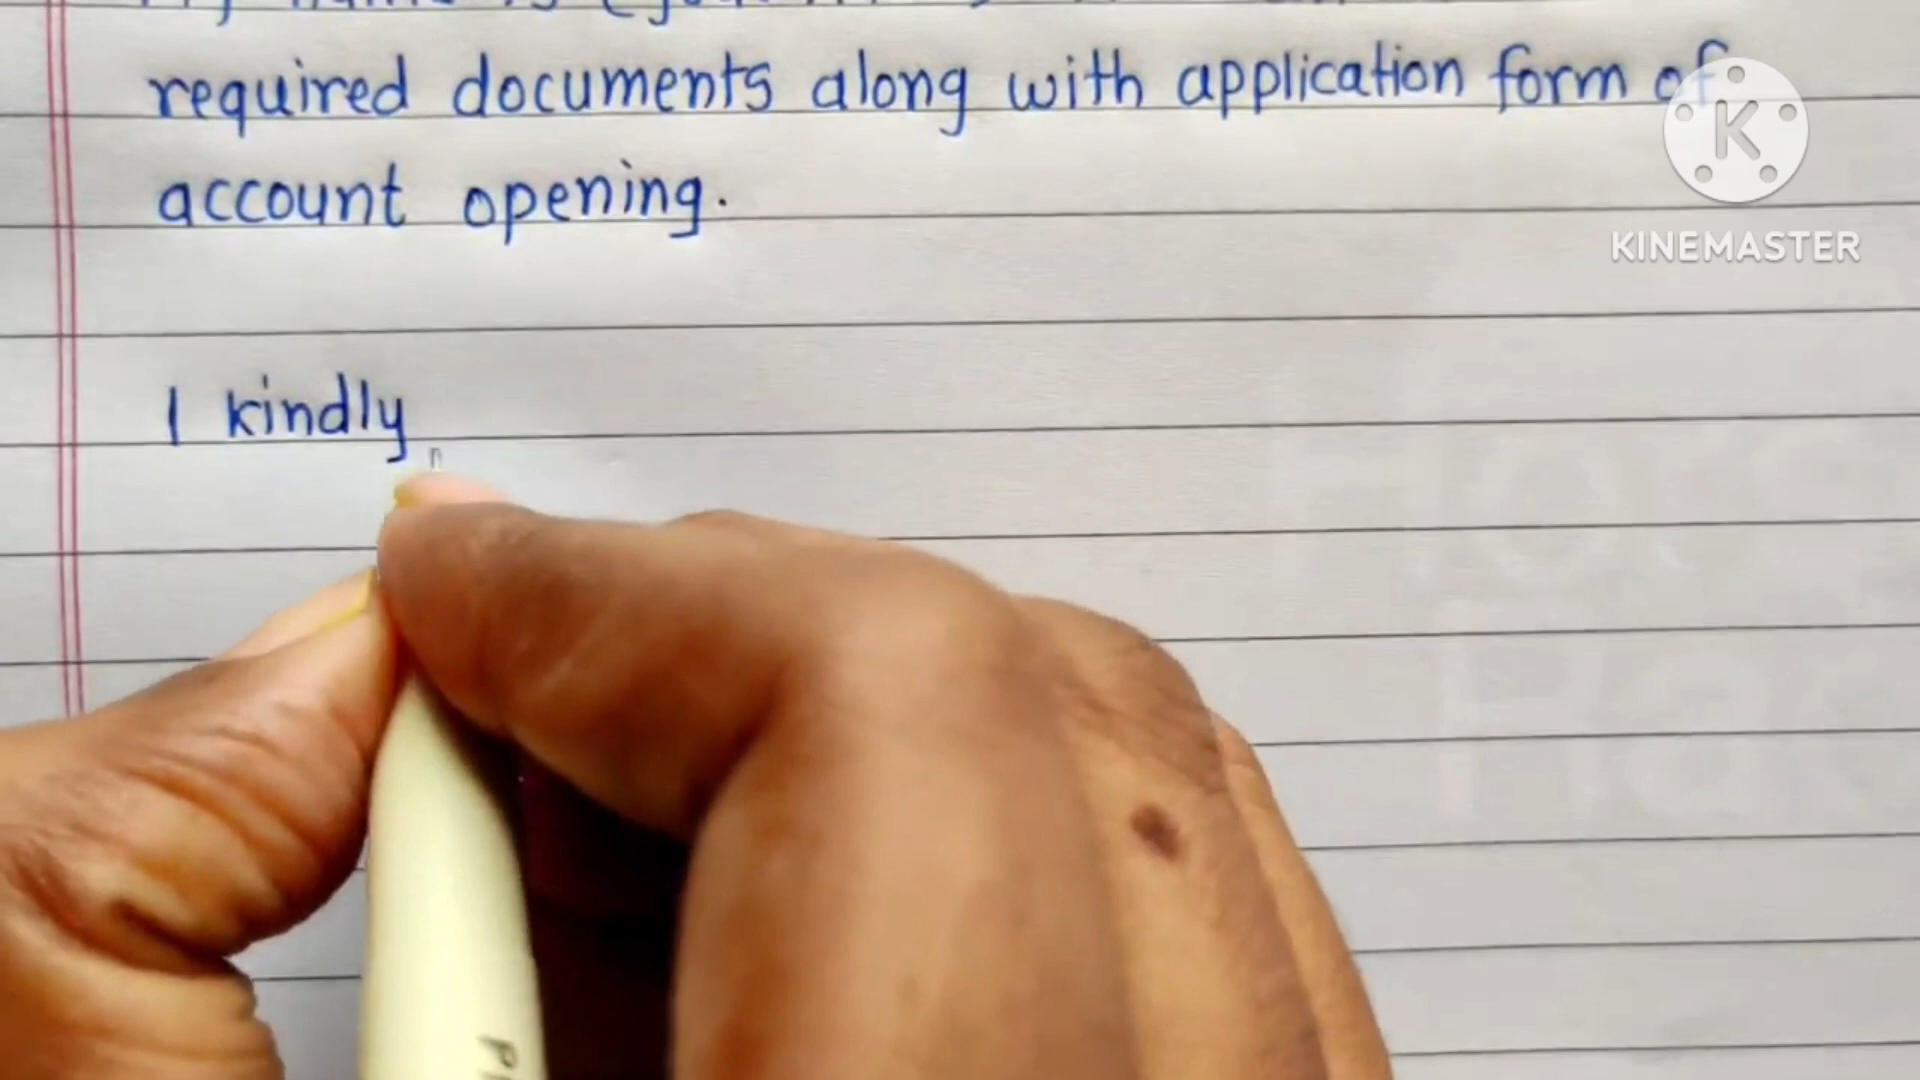 required documents along with application form of
account opening.
I kindly
K
KINEMASTER